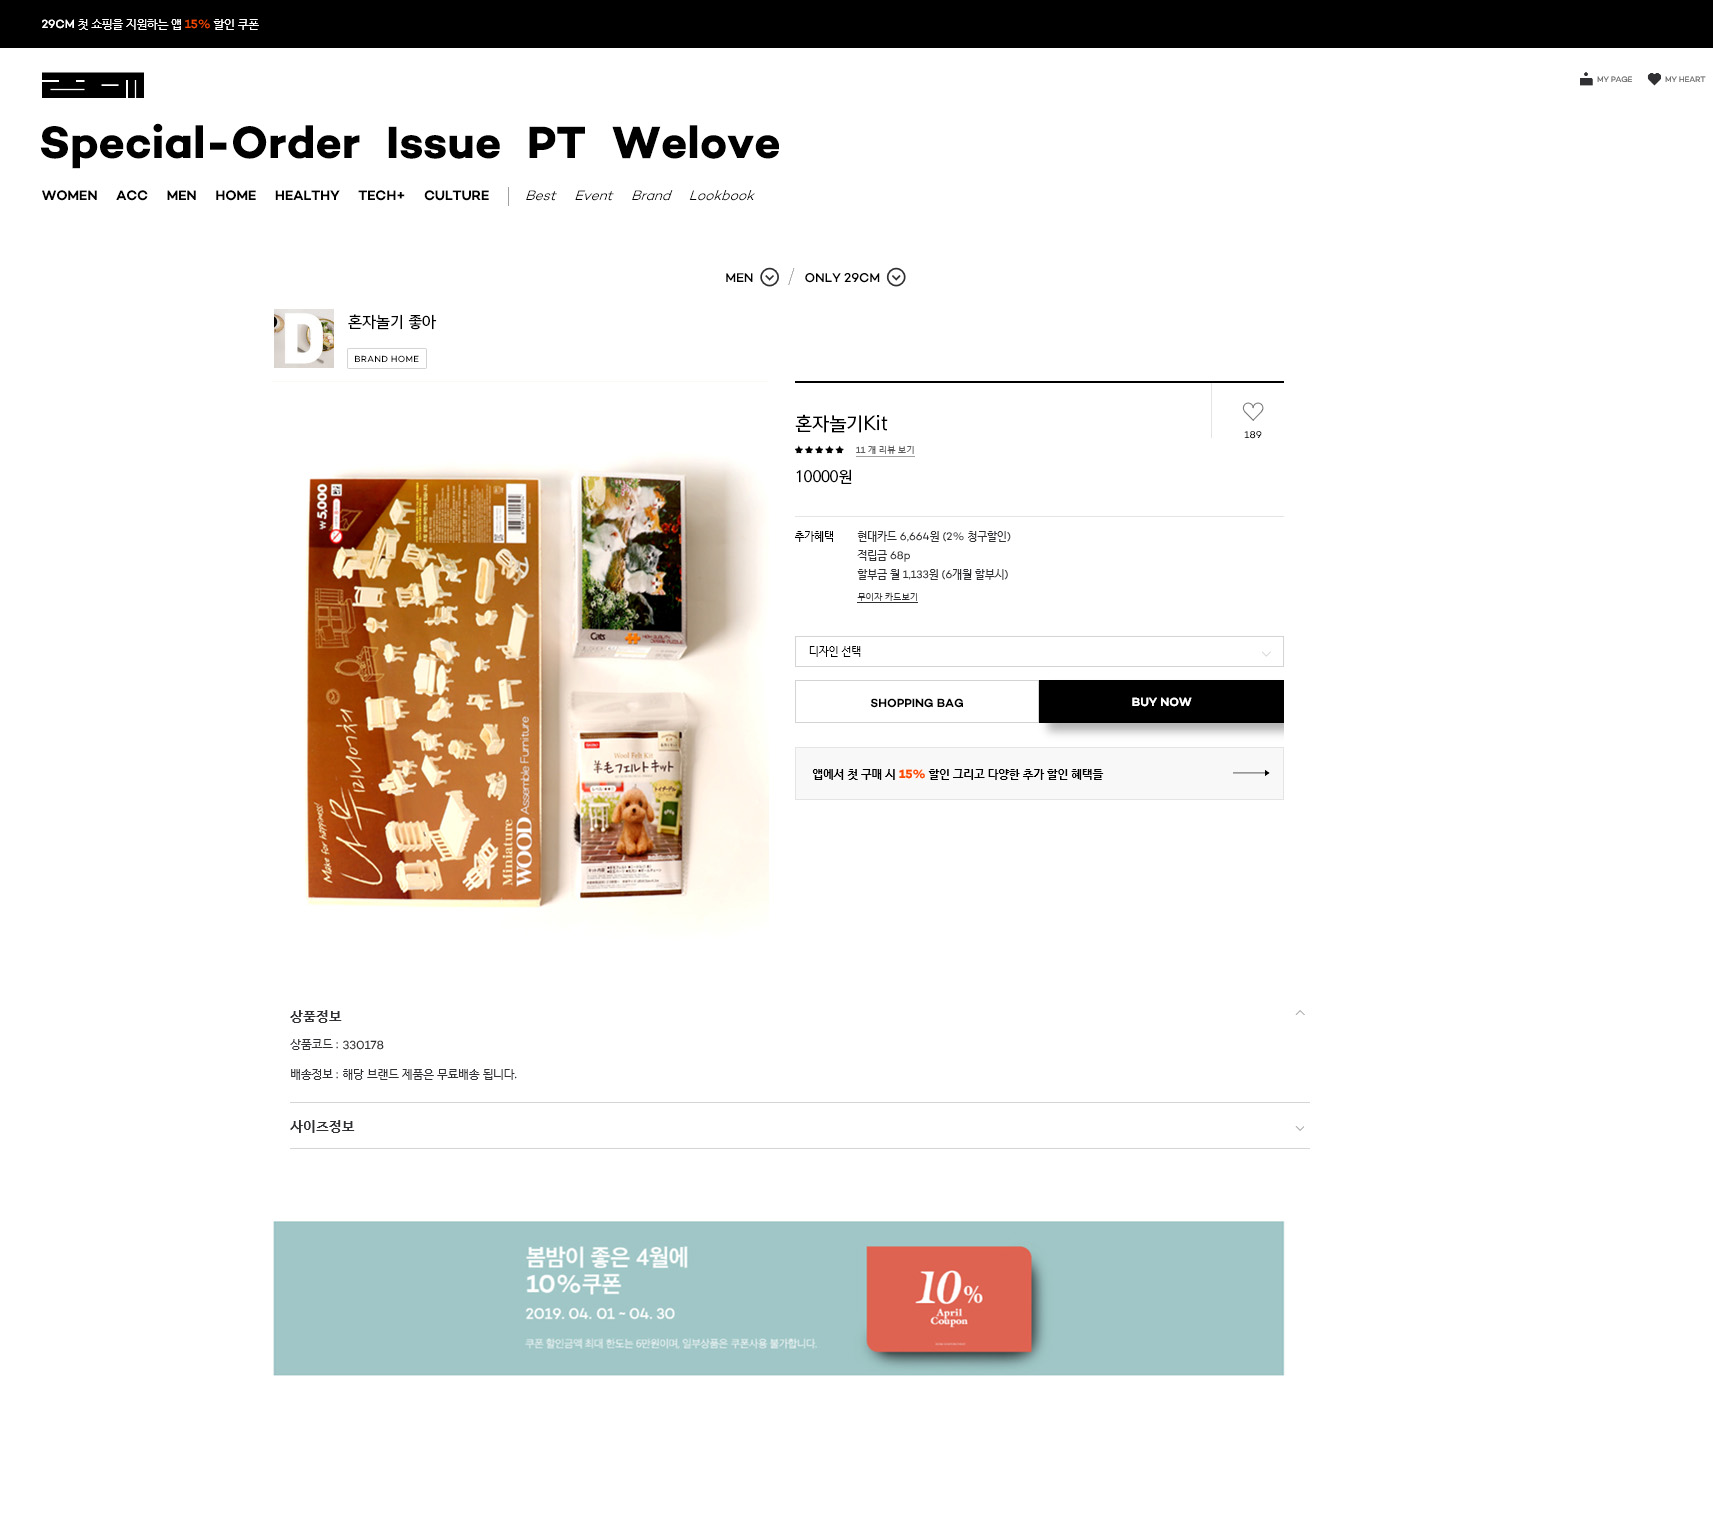 29CM 첫 쇼핑을 지원하는 앱 15% 할인 쿠폰
MY PAGE
MY HEART
Special-Order Issue PT Welove
WOMEN ACC MEN HOME HEALTHY TECH+ CULTURE Best Event Brand Lookbook
MEN / ONLY 29CM
D
혼자놀기 좋아
BRAND HOME
혼자놀기Kit
189
11 개 리뷰 보기
10000원
추가혜택
현대카드 6,664원 (2% 청구할인)
적립금 68p
할부금 월 1,133원 (6개월 할부시)
무이자 카드보기
디자인 선택
SHOPPING BAG
BUY NOW
앱에서 첫 구매 시 15% 할인 그리고 다양한 추가 할인 혜택들
₩5,000
Make for happiness!
Miniature
WOOD Assemble Furniture
Cats
Wool Felt Kit
羊毛フェルトキット
상품정보
상품코드 : 330178
배송정보 : 해당 브랜드 제품은 무료배송 됩니다.
사이즈정보
봄밤이 좋은 4월에
10%쿠폰
2019. 04. 01 ~ 04. 30
쿠폰 할인금액 최대 한도는 5만원이며, 일부상품은 쿠폰사용 불가합니다.
10%
April
Coupon